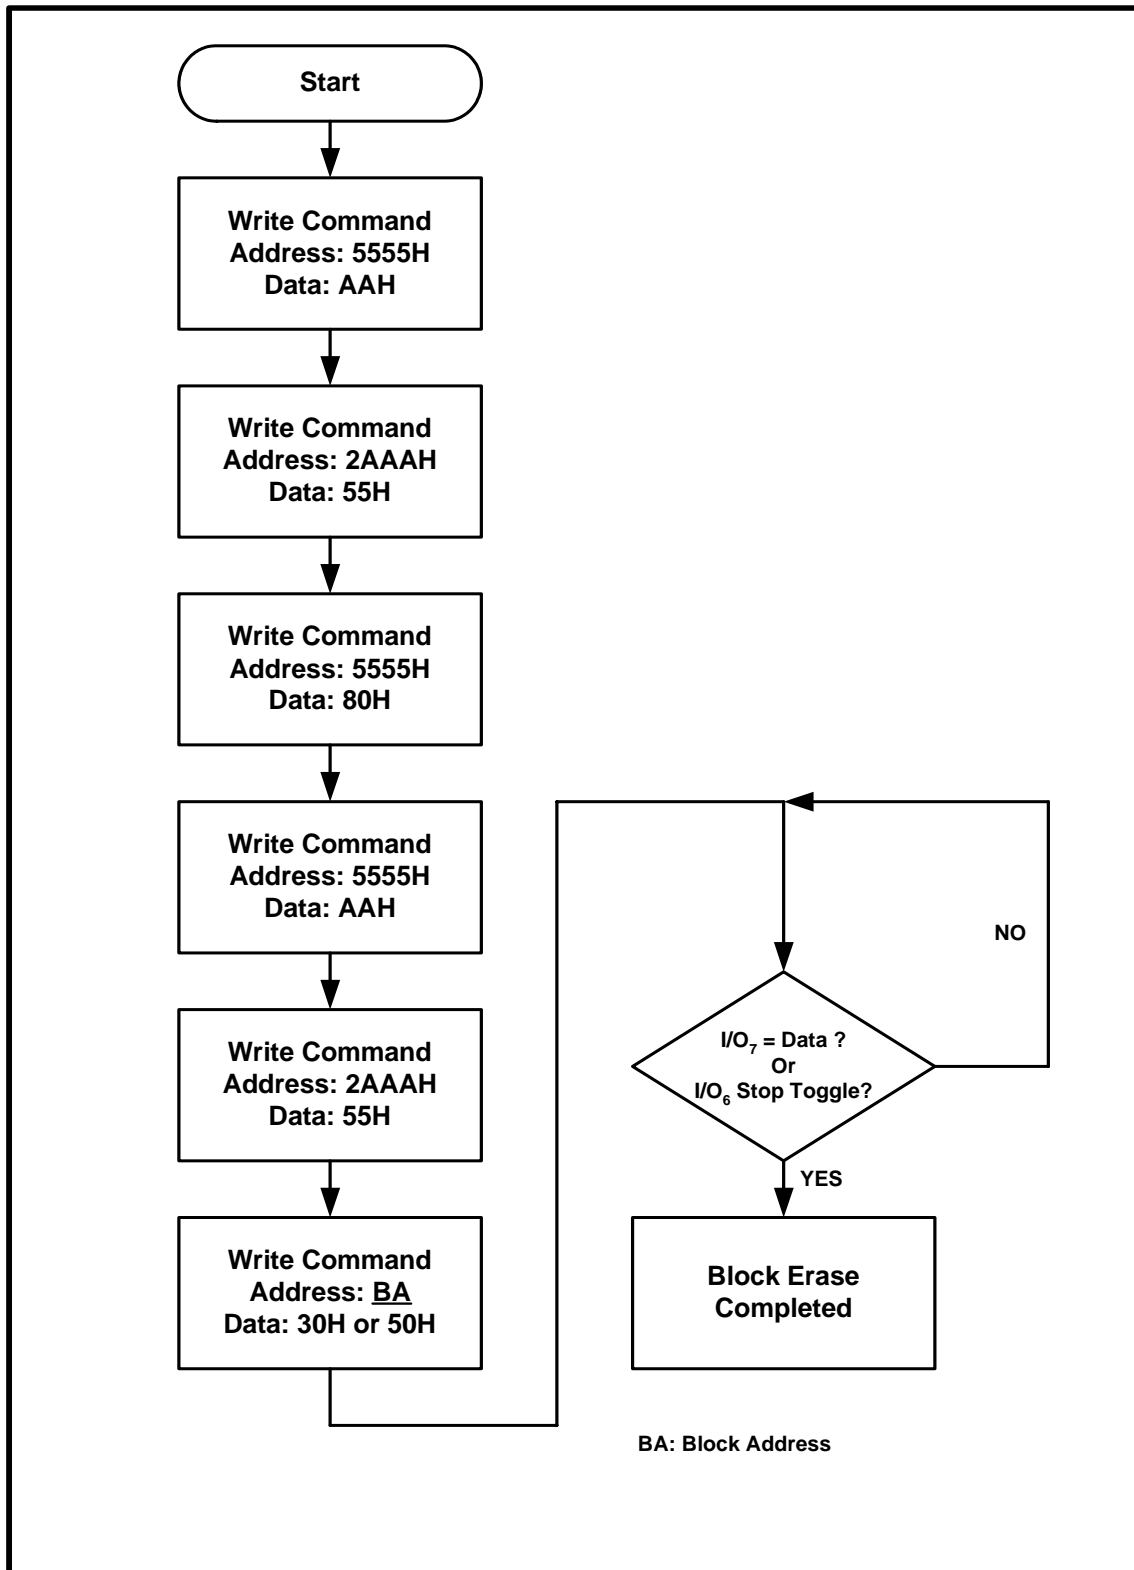 Start
Write Command
Address: 5555H
Data: AAH
Write Command
Address: 2AAAH
Data: 55H
Write Command
Address: 5555H
Data: 80H
Write Command
Address: 5555H
Data: AAH
Write Command
Address: 2AAAH
Data: 55H
Write Command
Address: BA
Data: 30H or 50H
NO
I/O7 = Data ?
Or
I/O6 Stop Toggle?
YES
Block Erase
Completed
BA: Block Address